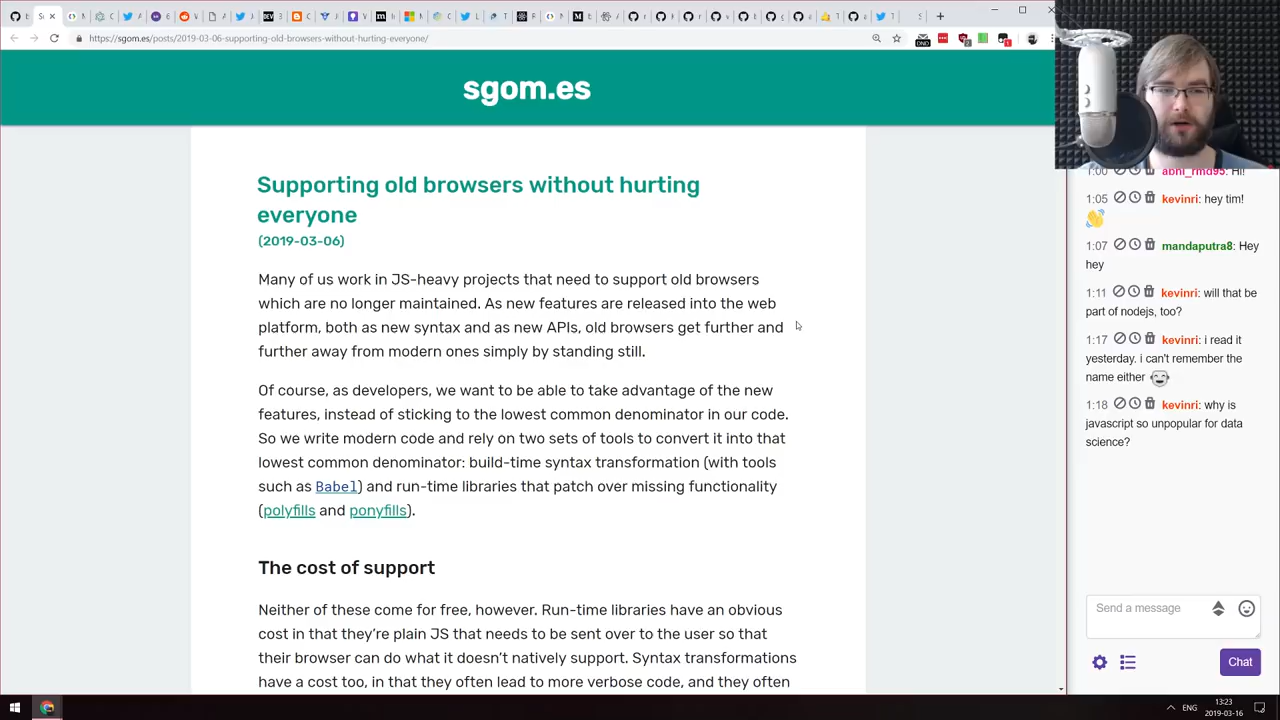 https://sgom.es/posts/2019-03-06-supporting-old-browsers-without-hurting-everyone/
sgom.es
Supporting old browsers without hurting
everyone
(2019-03-06)
Many of us work in JS-heavy projects that need to support old browsers
which are no longer maintained. As new features are released into the web
platform, both as new syntax and as new APIs, old browsers get further and
further away from modern ones simply by standing still.
Of course, as developers, we want to be able to take advantage of the new
features, instead of sticking to the lowest common denominator in our code.
So we write modern code and rely on two sets of tools to convert it into that
lowest common denominator: build-time syntax transformation (with tools
such as Babel) and run-time libraries that patch over missing functionality
(polyfills and ponyfills).
The cost of support
Neither of these come for free, however. Run-time libraries have an obvious
cost in that they're plain JS that needs to be sent over to the user so that
their browser can do what it doesn't natively support. Syntax transformations
have a cost too, in that they often lead to more verbose code, and they often
1:00 abhi_rmd95: Hi!
1:05 kevinri: hey tim!
1:07 mandaputra8: Hey
hey
1:11 kevinri: will that be
part of nodejs, too?
1:17 kevinri: i read it
yesterday. i can't remember the
name either
1:18 kevinri: why is
javascript so unpopular for data
science?
Send a message
Chat
ENG
13:23
2019-03-16